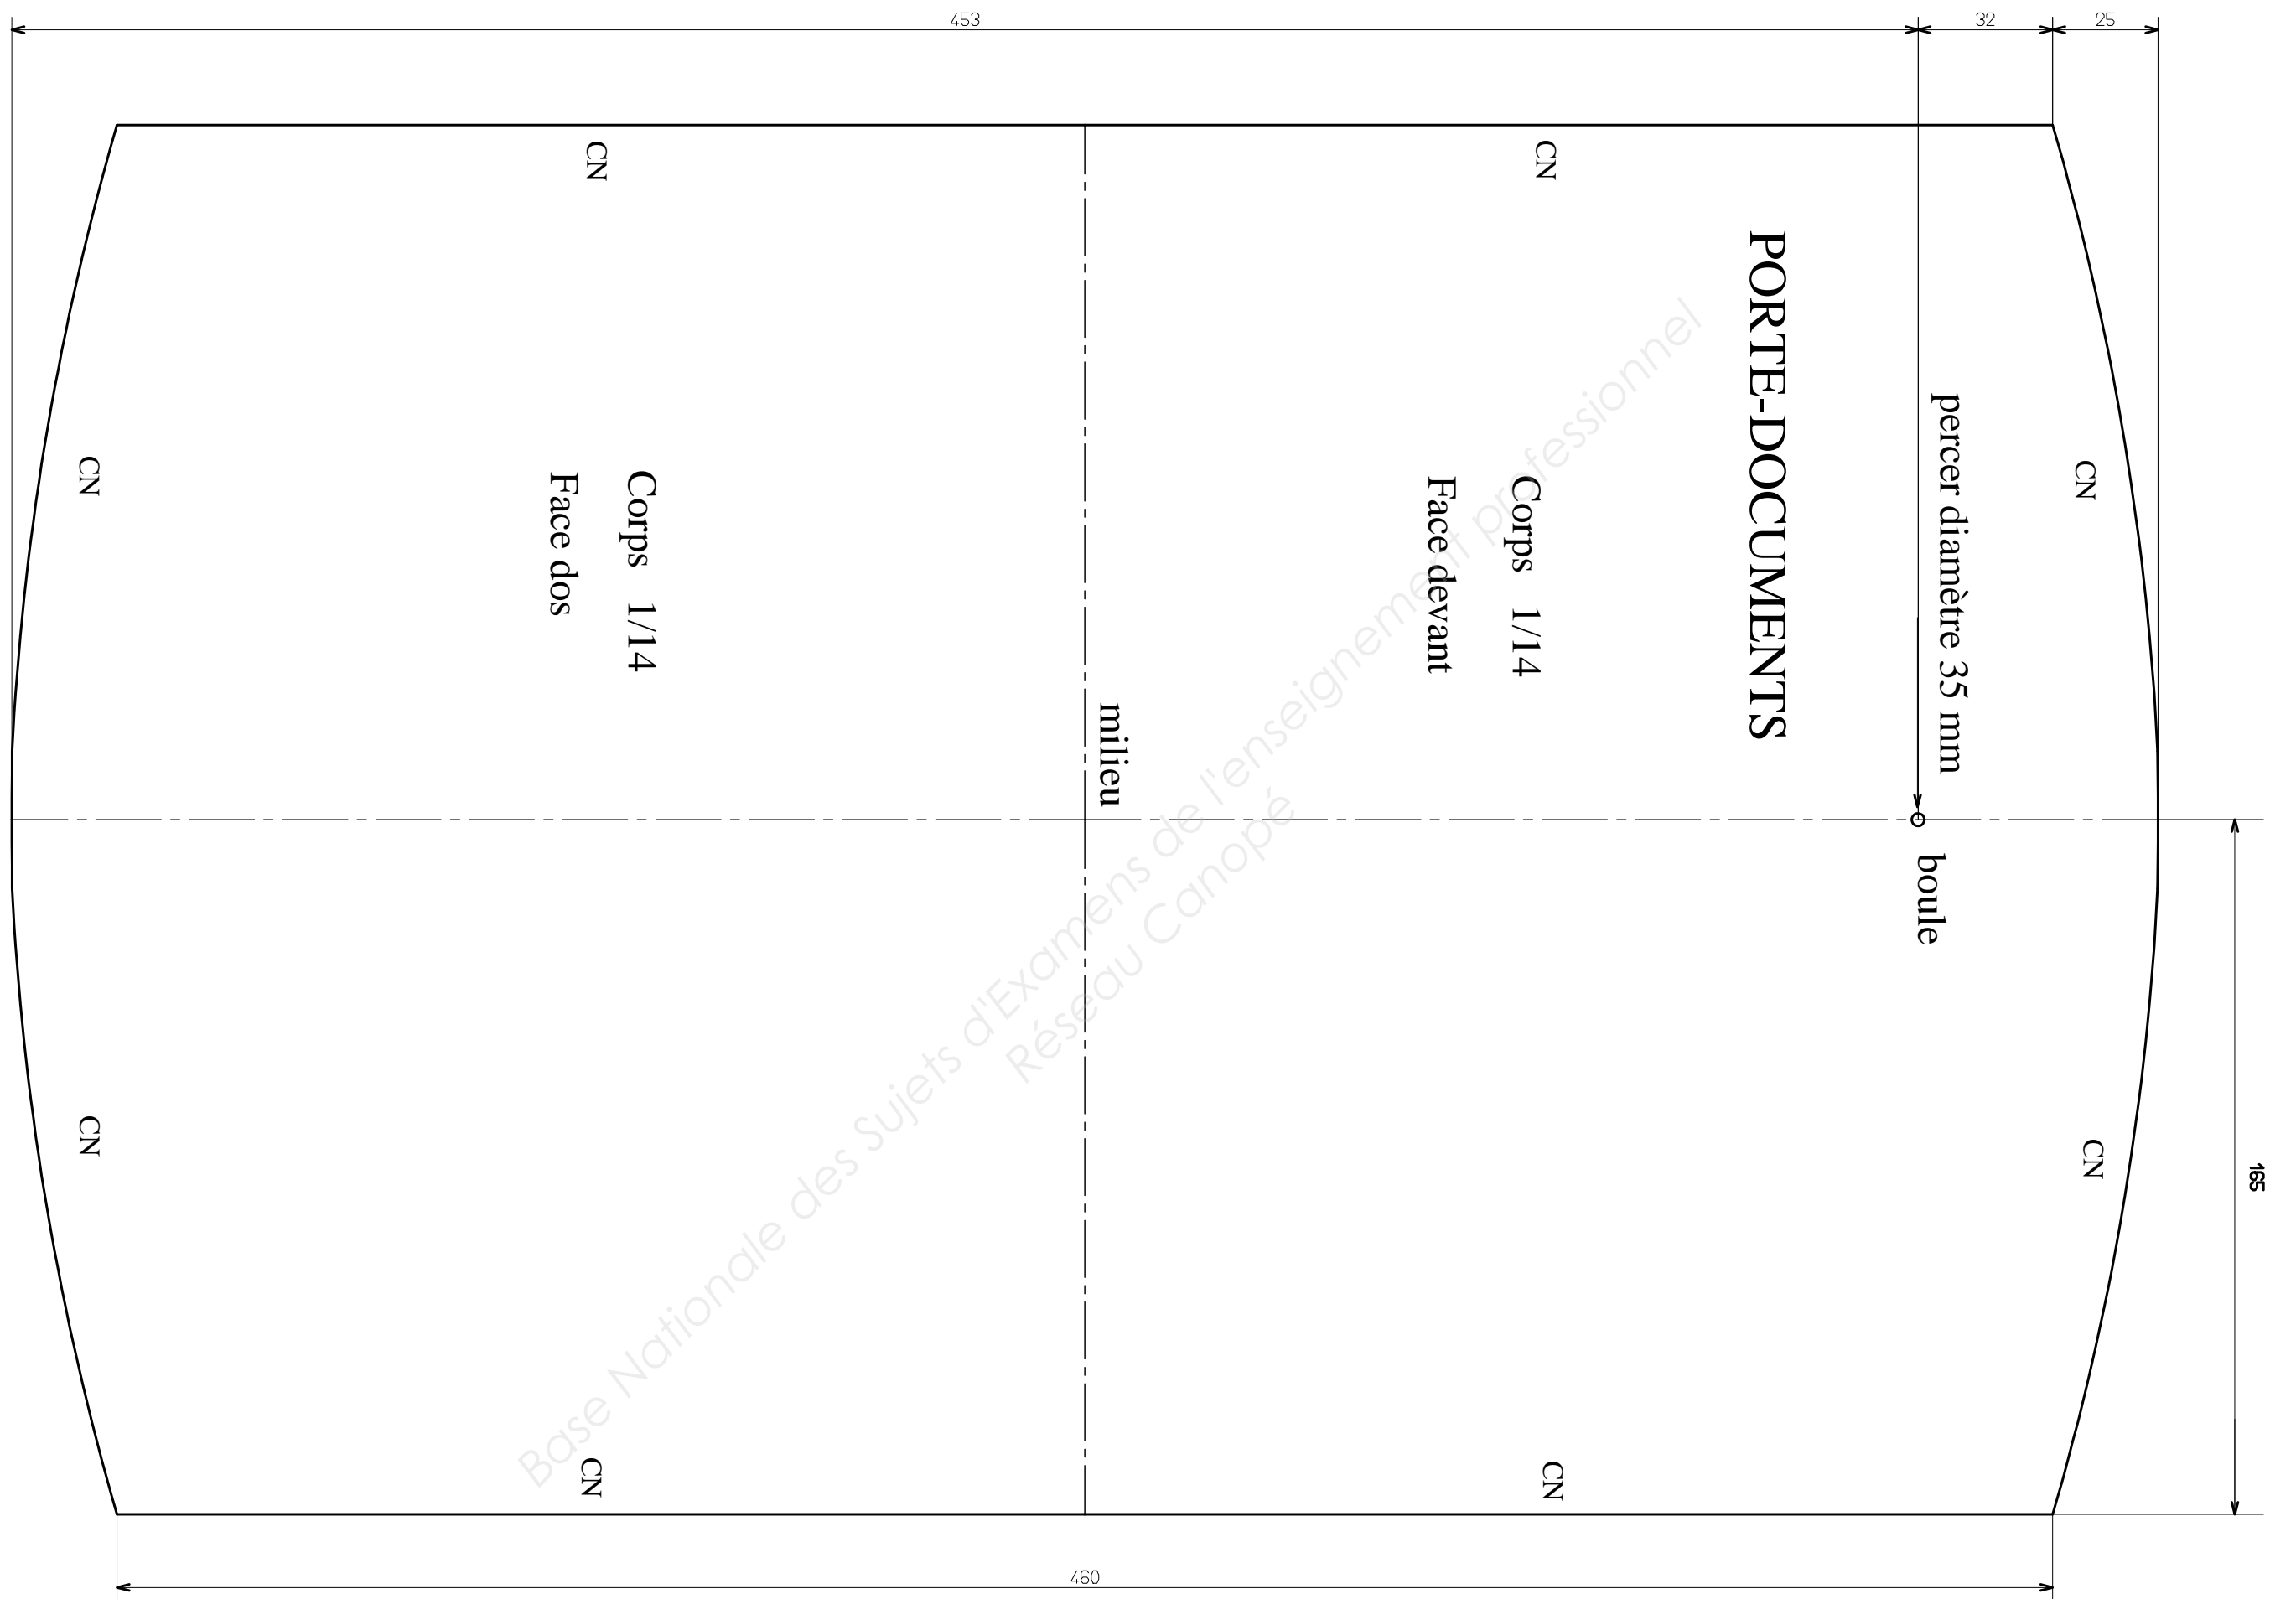 453
32
25
CN
CN
PORTE-DOCUMENTS
percer diamètre 35 mm
CN
CN
Corps 1/14
Face devant
Corps 1/14
Face dos
milieu
boule
CN
CN
165
CN
CN
460
Base Nationale des Sujets d'Examens de l'enseignement professionnel
Réseau Canopé